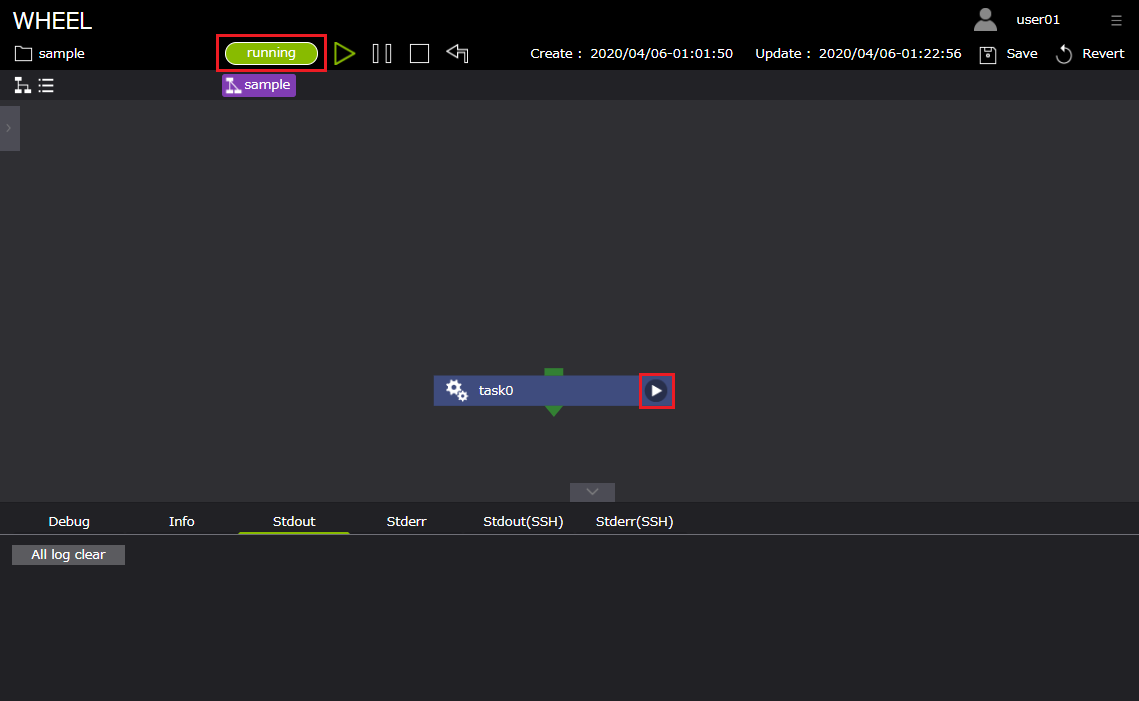 WHEEL
user01
sample running Create : 2020/04/06-01:01:50 Update : 2020/04/06-01:22:56 Save Revert
sample
task0
Debug Info Stdout Stderr Stdout(SSH) Stderr(SSH)
All log clear